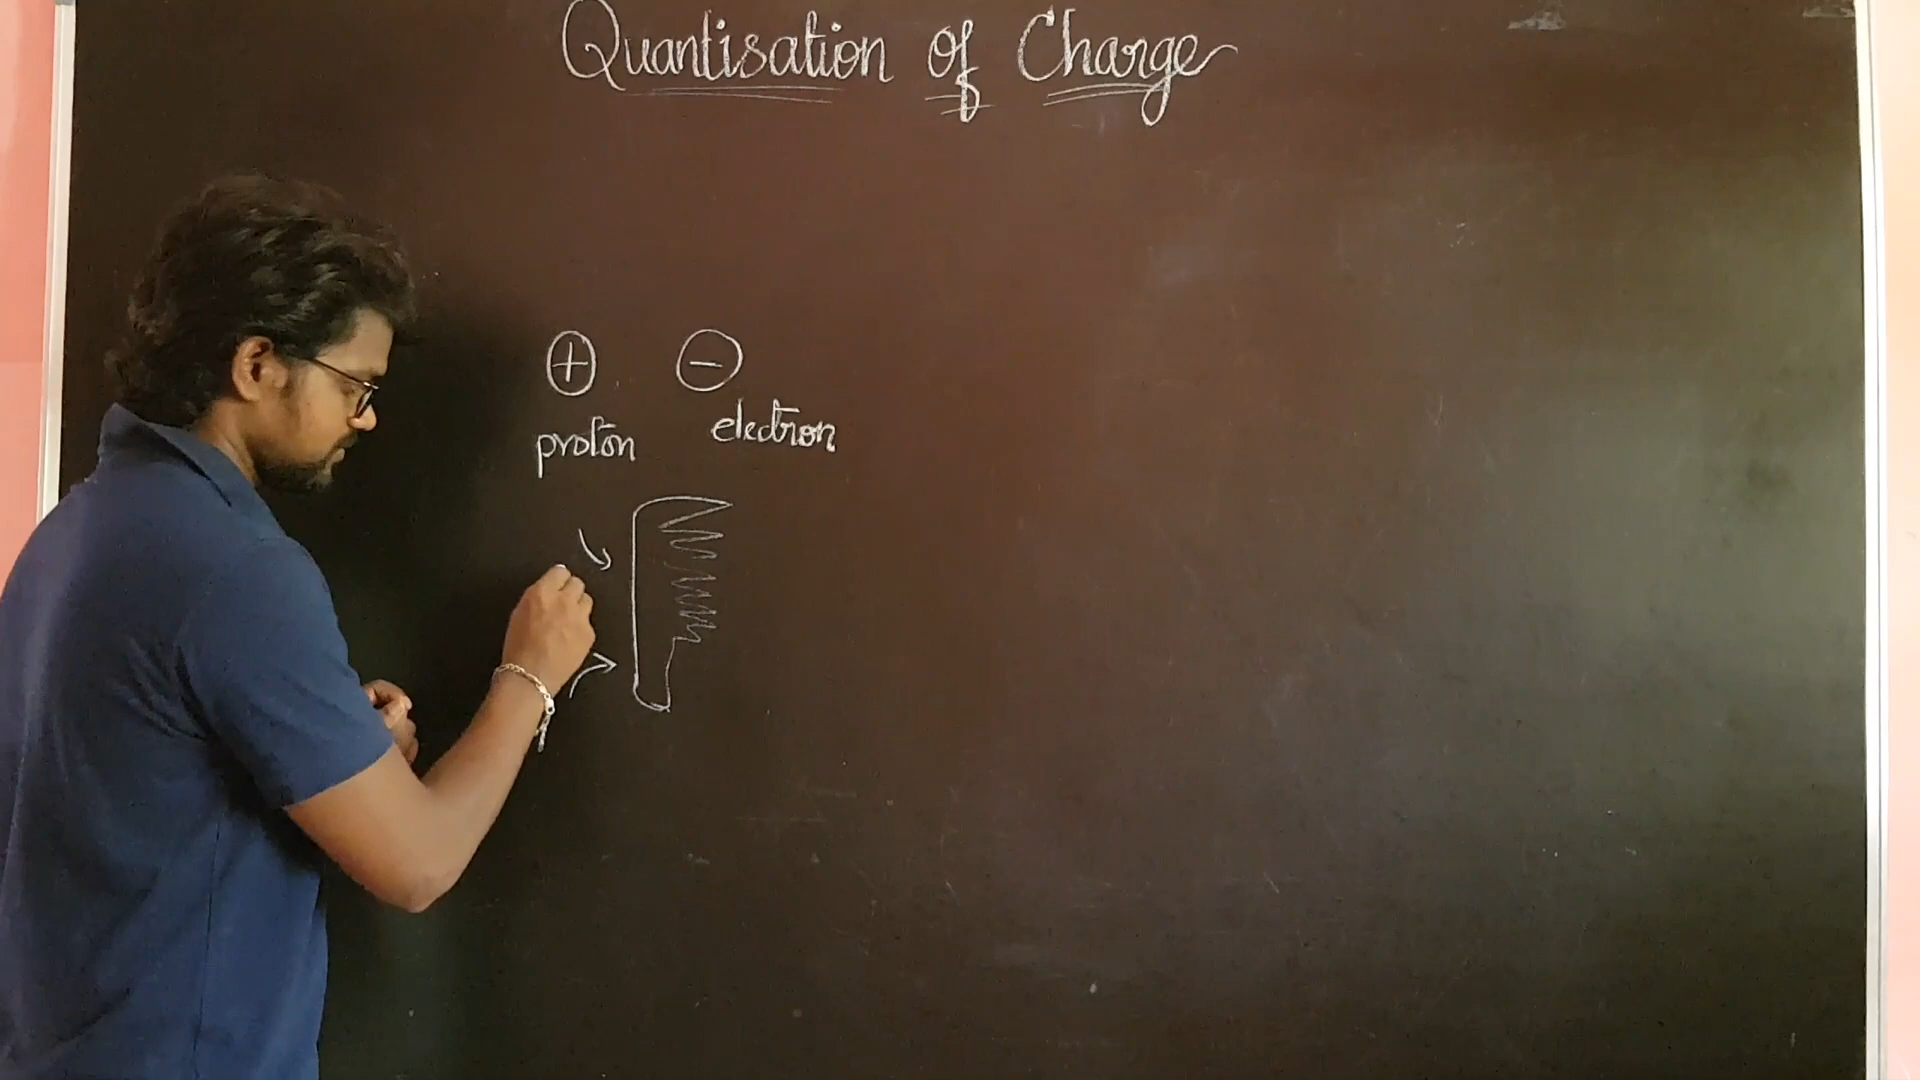 Quantisation of Charge
+ −
proton electron